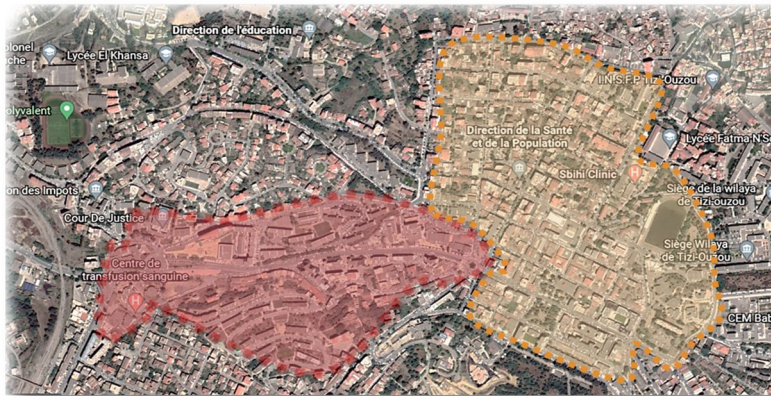 Direction de l'éducation
Lycée El Khansa
I.N.S.F.P Tizi-Ouzou
Direction de la Santé
et de la Population
Lycée Fatma N'S
Sbihi Clinic
Siège de la wilaya
de Tizi-ouzou
Cour De Justice
Siège Wilaya
de Tizi-Ouzou
Centre de
transfusion sanguine
CEM Bab
olyvalent
on des Impots
olonel
che